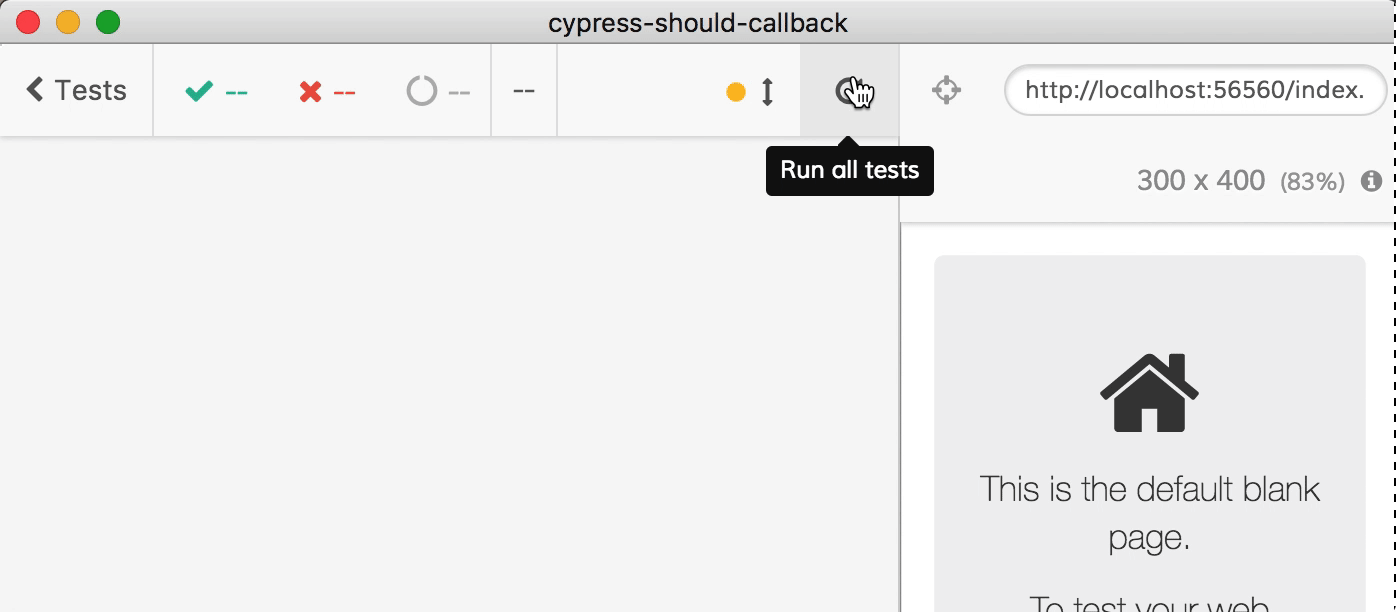 cypress-should-callback
Tests -- -- -- --
http://localhost:56560/index.
Run all tests
300 x 400 (83%)
This is the default blank
page.
To test your web